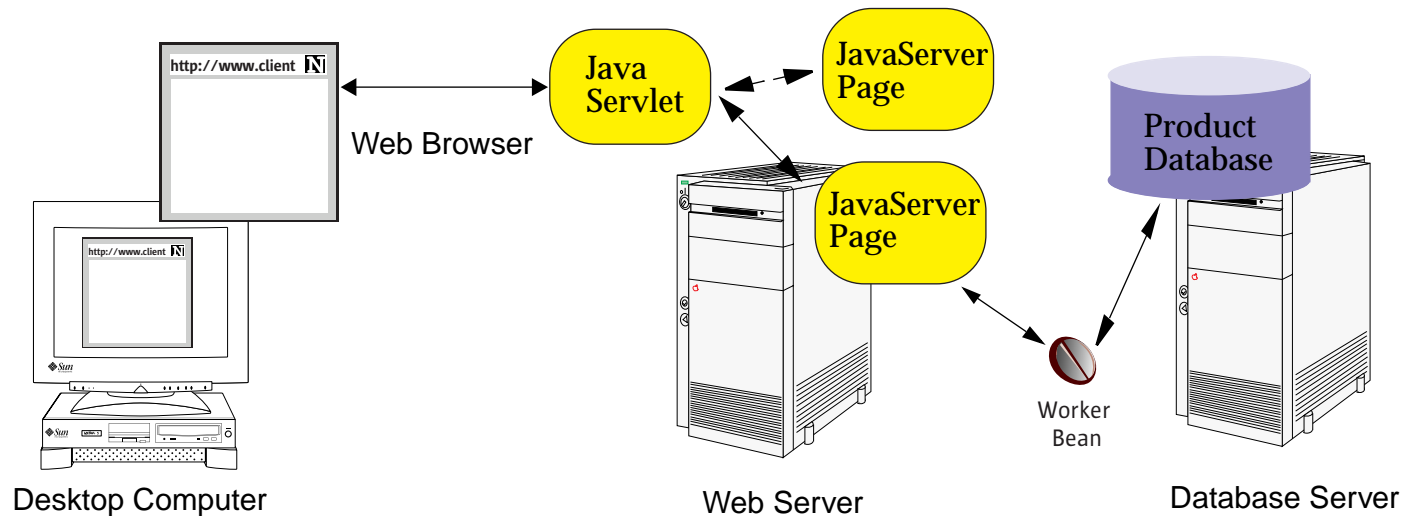 http://www.client N
Java
Servlet
JavaServer
Page
Web Browser
Product
Database
JavaServer
Page
http://www.client N
Sun
Sun
Worker
Bean
Desktop Computer
Web Server
Database Server